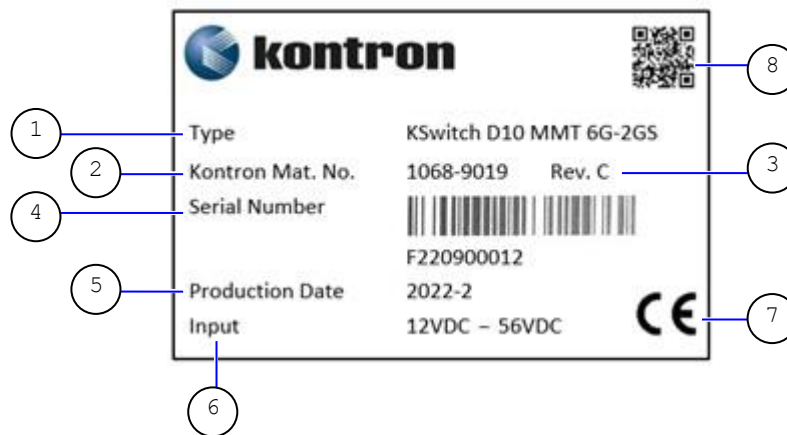 kontron
8
1 Type KSwitch D10 MMT 6G-2GS
2 Kontron Mat. No. 1068-9019 Rev. C 3
4 Serial Number
F220900012
5 Production Date 2022-2
Input 12VDC – 56VDC CE 7
6